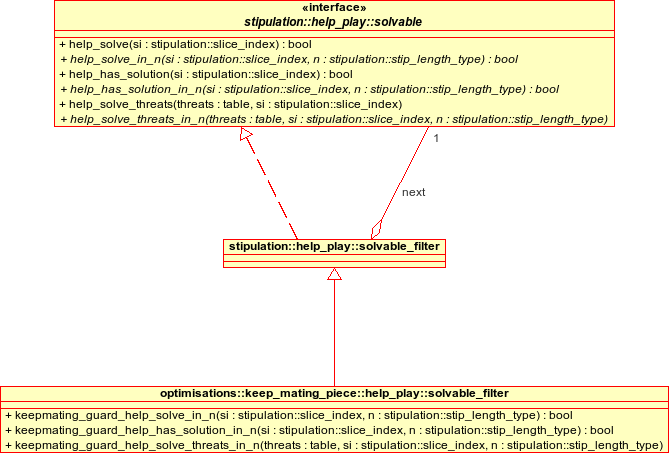 «interface»
stipulation::help_play::solvable
+ help_solve(si : stipulation::slice_index) : bool
+ help_solve_in_n(si : stipulation::slice_index, n : stipulation::stip_length_type) : bool
+ help_has_solution(si : stipulation::slice_index) : bool
+ help_has_solution_in_n(si : stipulation::slice_index, n : stipulation::stip_length_type) : bool
+ help_solve_threats(threats : table, si : stipulation::slice_index)
+ help_solve_threats_in_n(threats : table, si : stipulation::slice_index, n : stipulation::stip_length_type)
1
next
stipulation::help_play::solvable_filter
optimisations::keep_mating_piece::help_play::solvable_filter
+ keepmating_guard_help_solve_in_n(si : stipulation::slice_index, n : stipulation::stip_length_type) : bool
+ keepmating_guard_help_has_solution_in_n(si : stipulation::slice_index, n : stipulation::stip_length_type) : bool
+ keepmating_guard_help_solve_threats_in_n(threats : table, si : stipulation::slice_index, n : stipulation::stip_length_type)